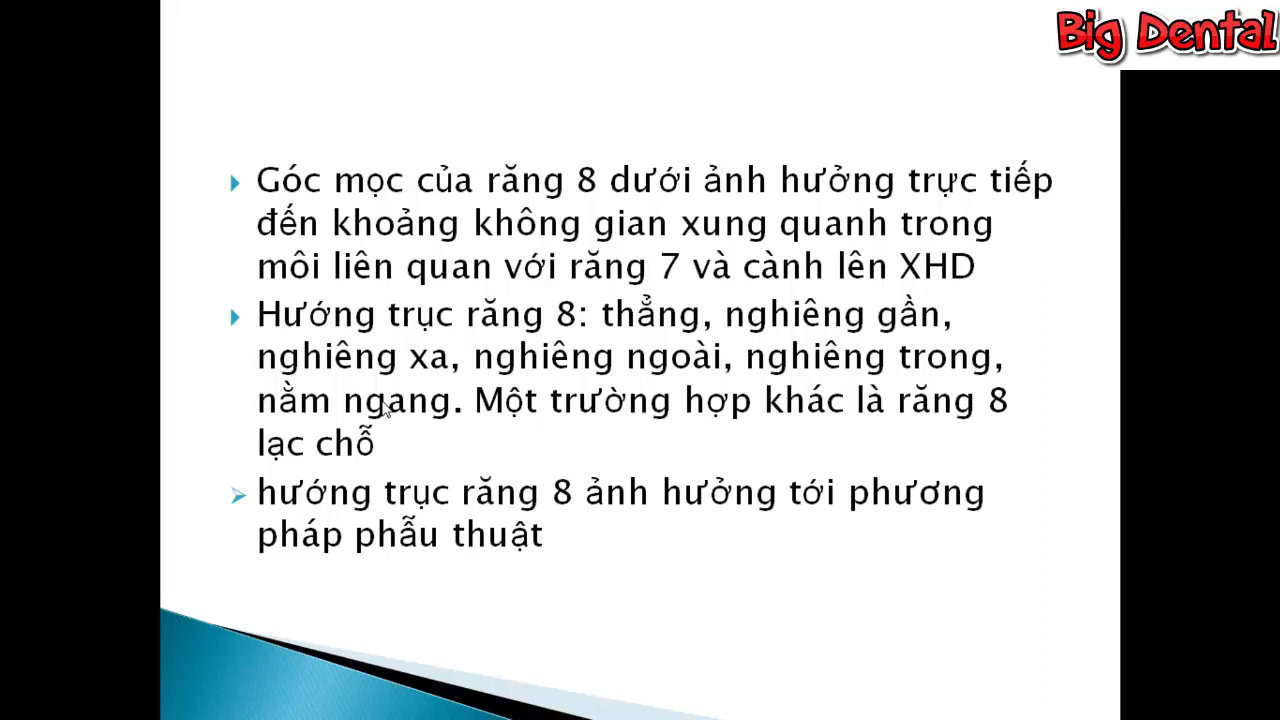 Big Dental
Góc mọc của răng 8 dưới ảnh hưởng trực tiếp
đến khoảng không gian xung quanh trong
môi liên quan với răng 7 và cành lên XHD
Hướng trục răng 8: thẳng, nghiêng gần,
nghiêng xa, nghiêng ngoài, nghiêng trong,
nằm ngang. Một trường hợp khác là răng 8
lạc chỗ
hướng trục răng 8 ảnh hưởng tới phương
pháp phẫu thuật